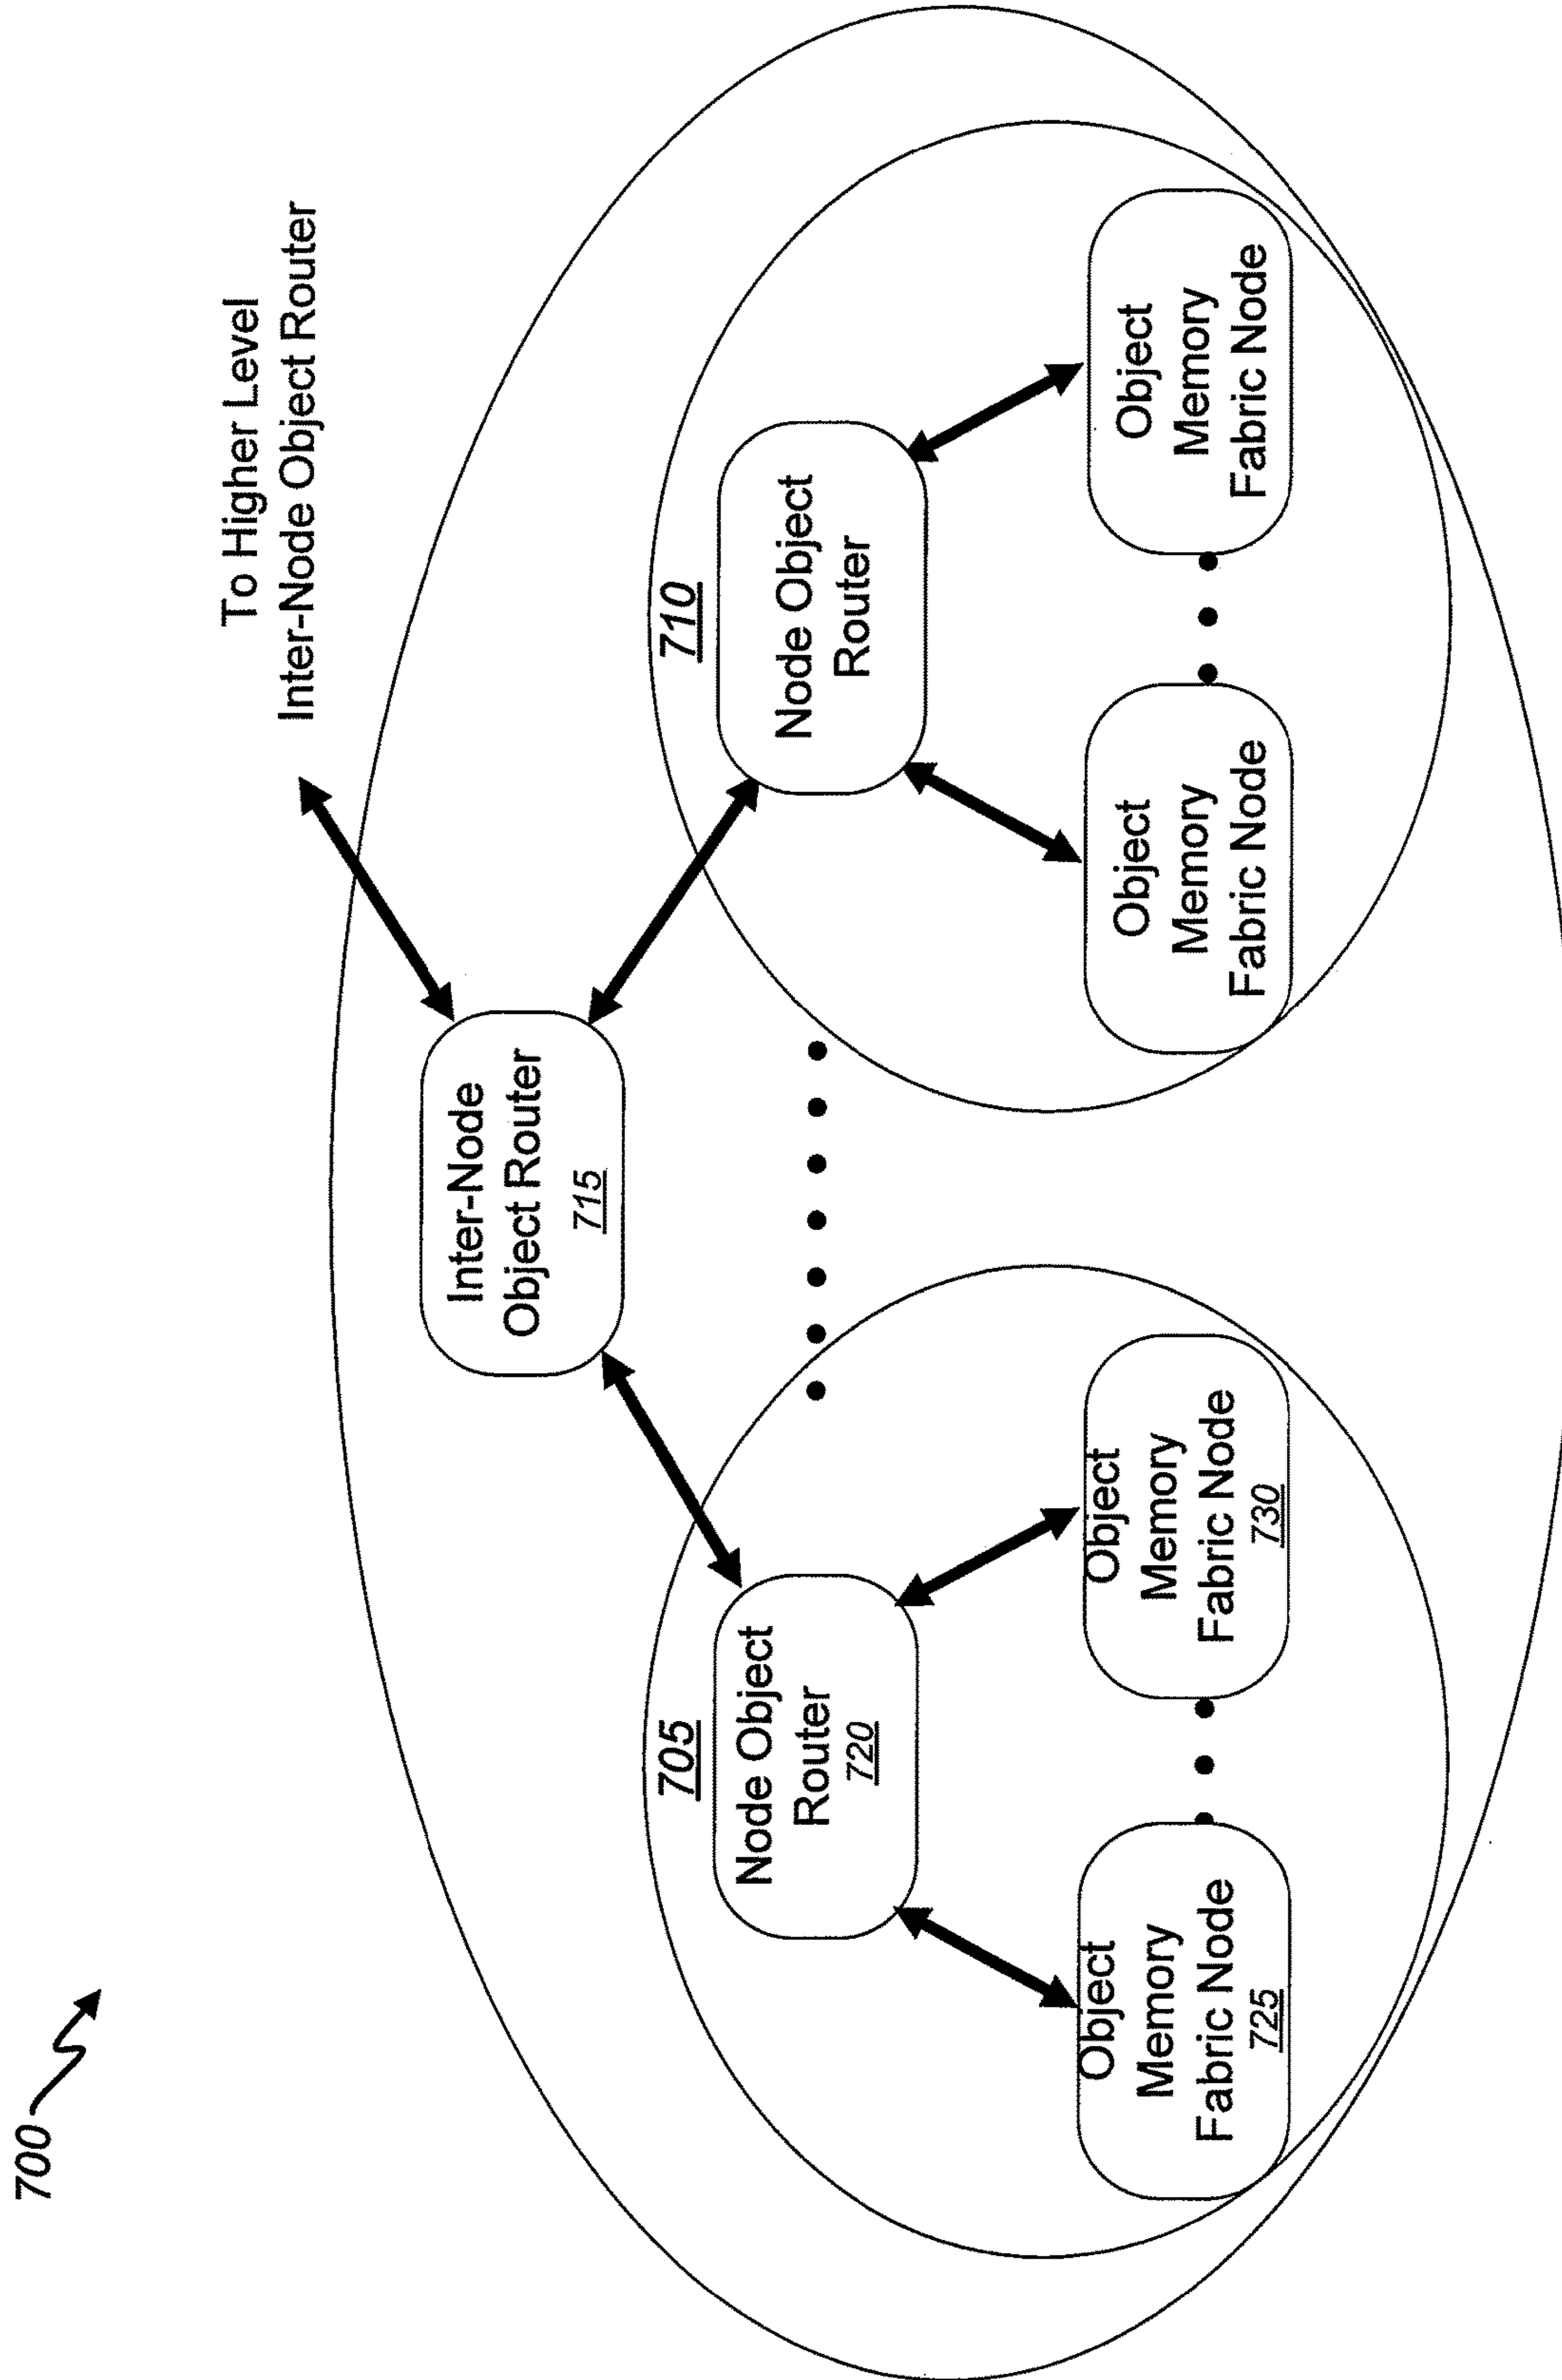 700
To Higher Level
Inter-Node Object Router
Inter-Node
Object Router
715
705
Node Object
Router
720
710
Node Object
Router
Object
Memory
Fabric Node
725
Object
Memory
Fabric Node
730
Object
Memory
Fabric Node
Object
Memory
Fabric Node